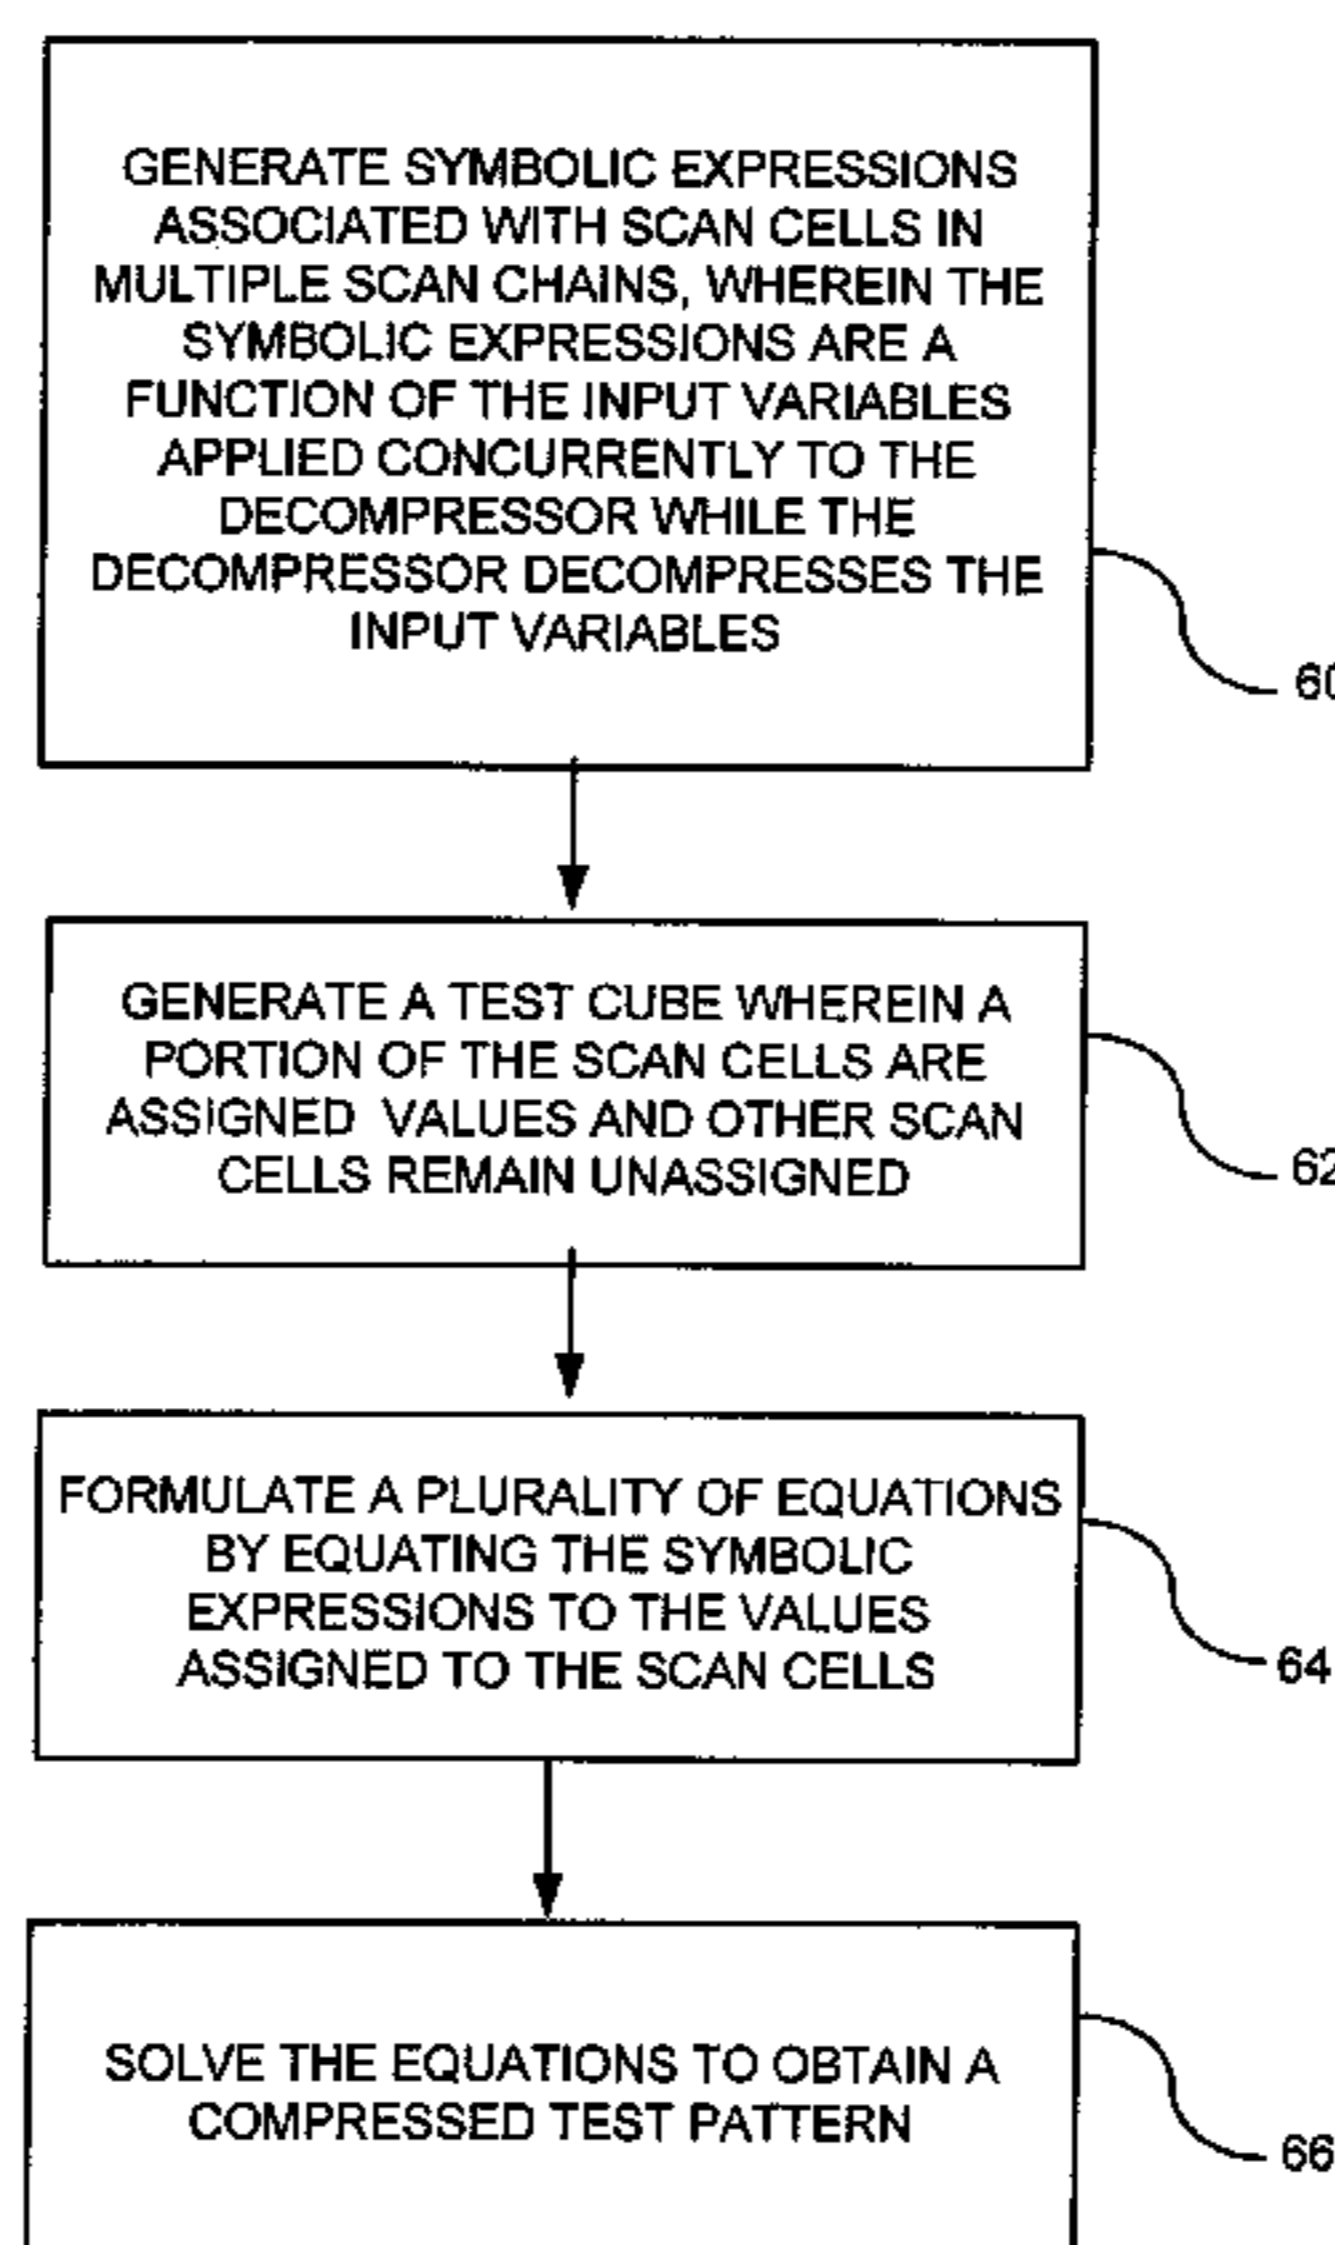 GENERATE SYMBOLIC EXPRESSIONS
ASSOCIATED WITH SCAN CELLS IN
MULTIPLE SCAN CHAINS, WHEREIN THE
SYMBOLIC EXPRESSIONS ARE A
FUNCTION OF THE INPUT VARIABLES
APPLIED CONCURRENTLY TO THE
DECOMPRESSOR WHILE THE
DECOMPRESSOR DECOMPRESSES THE
INPUT VARIABLES
60
GENERATE A TEST CUBE WHEREIN A
PORTION OF THE SCAN CELLS ARE
ASSIGNED VALUES AND OTHER SCAN
CELLS REMAIN UNASSIGNED
62
FORMULATE A PLURALITY OF EQUATIONS
BY EQUATING THE SYMBOLIC
EXPRESSIONS TO THE VALUES
ASSIGNED TO THE SCAN CELLS
64
SOLVE THE EQUATIONS TO OBTAIN A
COMPRESSED TEST PATTERN
66